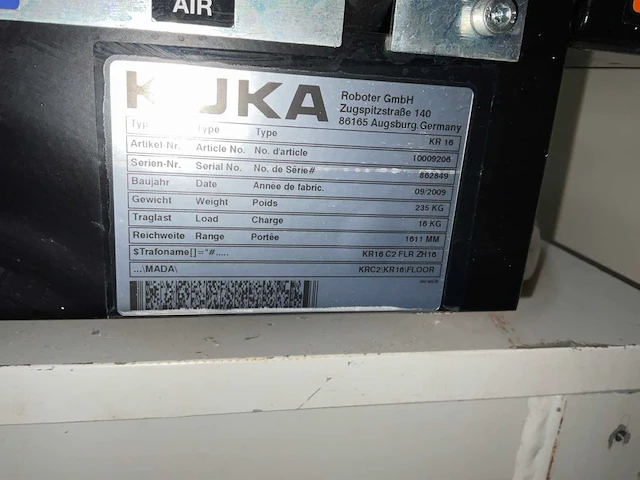 AIR
KUKA
Roboter GmbH
Zugspitzstraße 140
86165 Augsburg, Germany
Typ Type Type KR 16
Artikel-Nr. Article No. No. d'article 10009206
Serien-Nr. Serial No. No. de Série# 862849
Baujahr Date Année de fabric. 09/2009
Gewicht Weight Poids 235 KG
Traglast Load Charge 16 KG
Reichweite Range Portée 1611 MM
$Trafoname[]="#..... KR16 C2 FLR ZH16
...\MADA\ KRC2\KR16\FLOOR